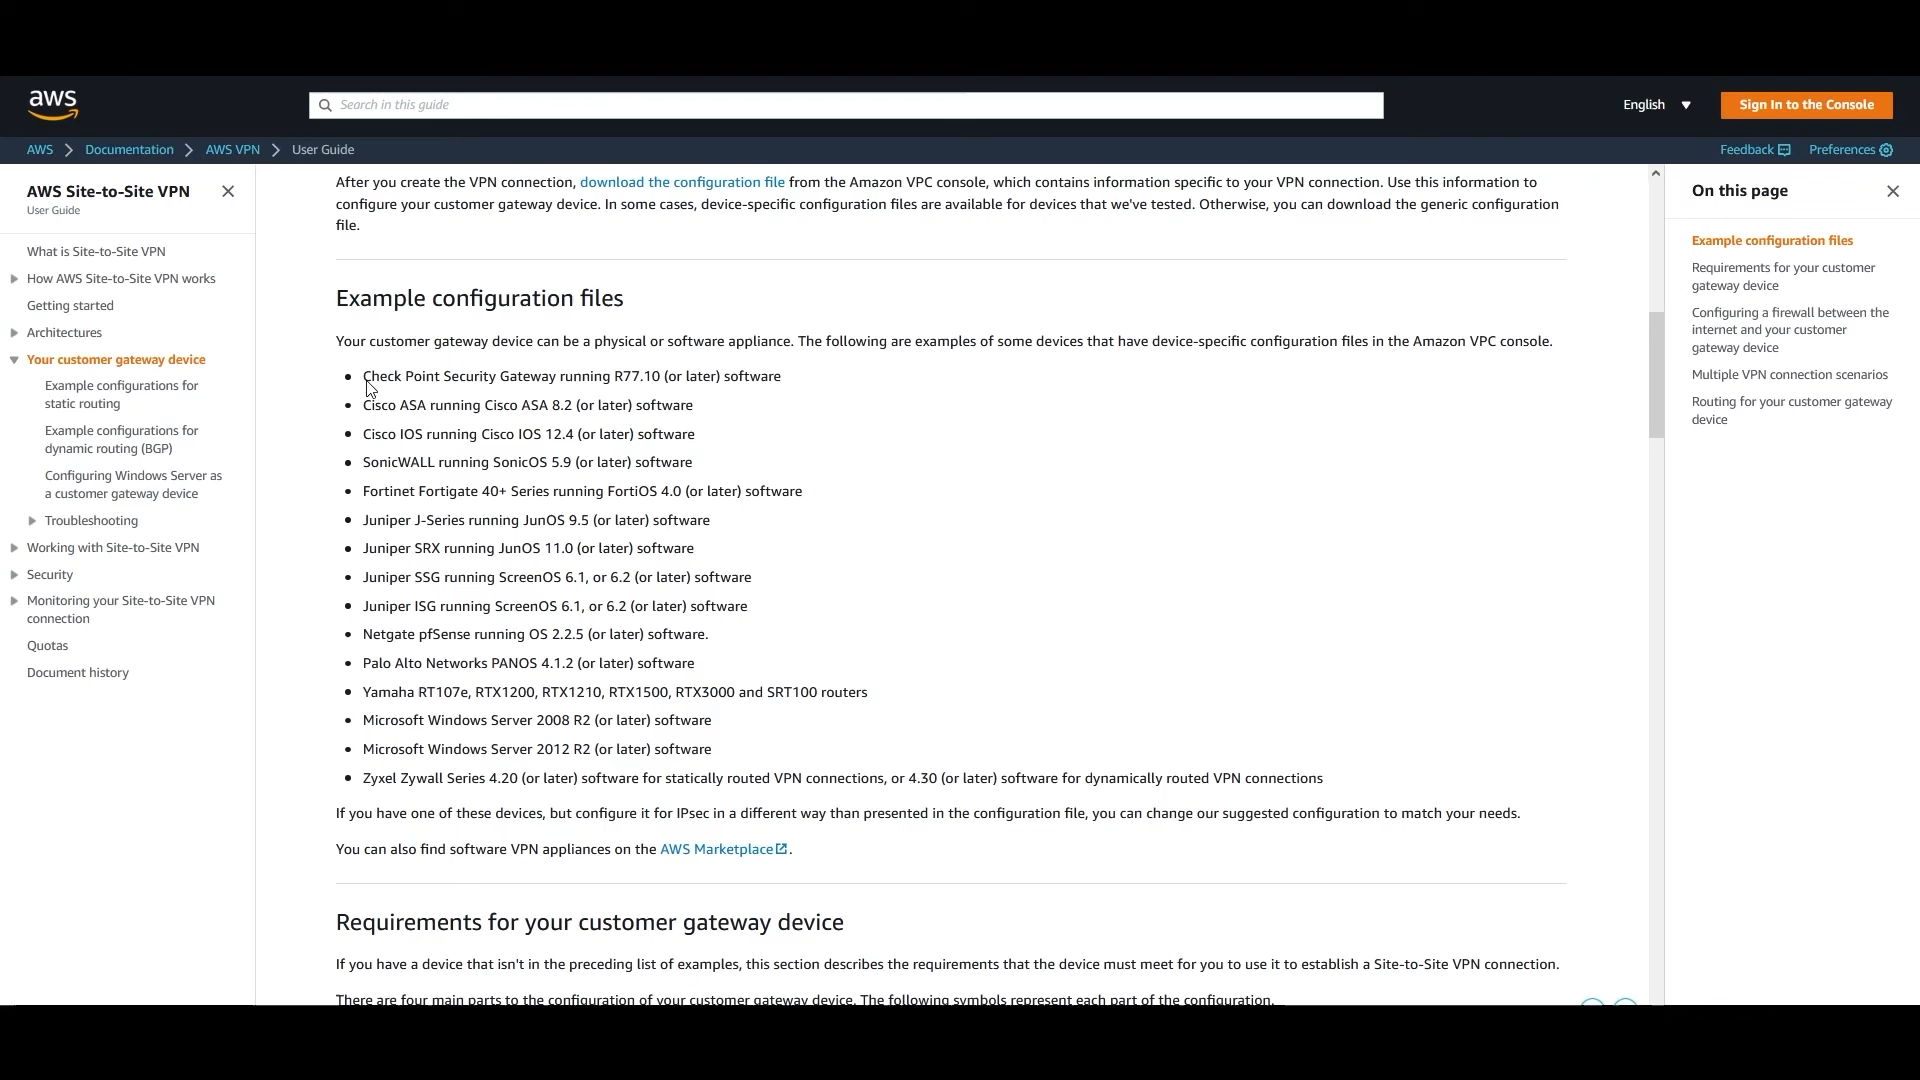 aws
Search in this guide
English
Sign In to the Console
AWS
Documentation
AWS VPN
User Guide
Feedback
Preferences
AWS Site-to-Site VPN
User Guide
What is Site-to-Site VPN
How AWS Site-to-Site VPN works
Getting started
Architectures
Your customer gateway device
Example configurations for
static routing
Example configurations for
dynamic routing (BGP)
Configuring Windows Server as
a customer gateway device
Troubleshooting
Working with Site-to-Site VPN
Security
Monitoring your Site-to-Site VPN
connection
Quotas
Document history
After you create the VPN connection, download the configuration file from the Amazon VPC console, which contains information specific to your VPN connection. Use this information to
configure your customer gateway device. In some cases, device-specific configuration files are available for devices that we've tested. Otherwise, you can download the generic configuration
file.
Example configuration files
Your customer gateway device can be a physical or software appliance. The following are examples of some devices that have device-specific configuration files in the Amazon VPC console.
• Check Point Security Gateway running R77.10 (or later) software
• Cisco ASA running Cisco ASA 8.2 (or later) software
• Cisco IOS running Cisco IOS 12.4 (or later) software
• SonicWALL running SonicOS 5.9 (or later) software
• Fortinet Fortigate 40+ Series running FortiOS 4.0 (or later) software
• Juniper J-Series running JunOS 9.5 (or later) software
• Juniper SRX running JunOS 11.0 (or later) software
• Juniper SSG running ScreenOS 6.1, or 6.2 (or later) software
• Juniper ISG running ScreenOS 6.1, or 6.2 (or later) software
• Netgate pfSense running OS 2.2.5 (or later) software.
• Palo Alto Networks PANOS 4.1.2 (or later) software
• Yamaha RT107e, RTX1200, RTX1210, RTX1500, RTX3000 and SRT100 routers
• Microsoft Windows Server 2008 R2 (or later) software
• Microsoft Windows Server 2012 R2 (or later) software
• Zyxel Zywall Series 4.20 (or later) software for statically routed VPN connections, or 4.30 (or later) software for dynamically routed VPN connections
If you have one of these devices, but configure it for IPsec in a different way than presented in the configuration file, you can change our suggested configuration to match your needs.
You can also find software VPN appliances on the AWS Marketplace.
Requirements for your customer gateway device
If you have a device that isn't in the preceding list of examples, this section describes the requirements that the device must meet for you to use it to establish a Site-to-Site VPN connection.
There are four main parts to the configuration of your customer gateway device. The following symbols represent each part of the configuration.
On this page
Example configuration files
Requirements for your customer
gateway device
Configuring a firewall between the
internet and your customer
gateway device
Multiple VPN connection scenarios
Routing for your customer gateway
device